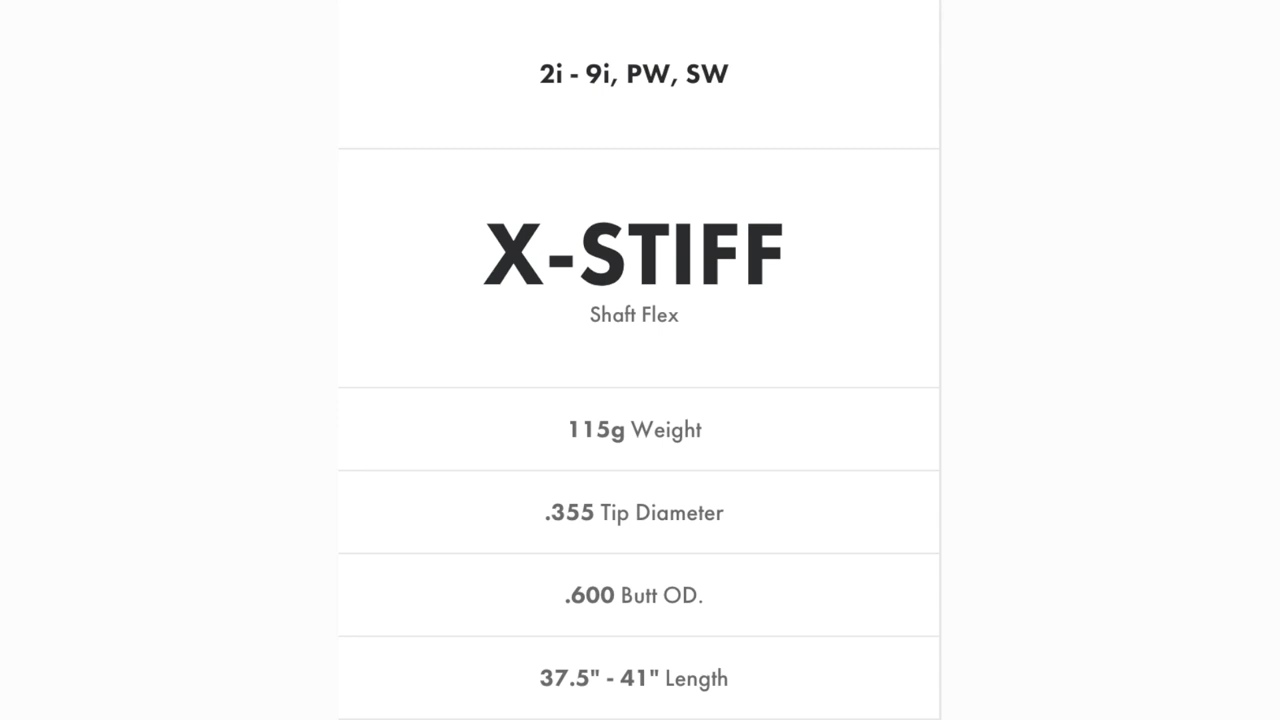 2i - 9i, PW, SW
X-STIFF
Shaft Flex
115g Weight
.355 Tip Diameter
.600 Butt OD.
37.5" - 41" Length